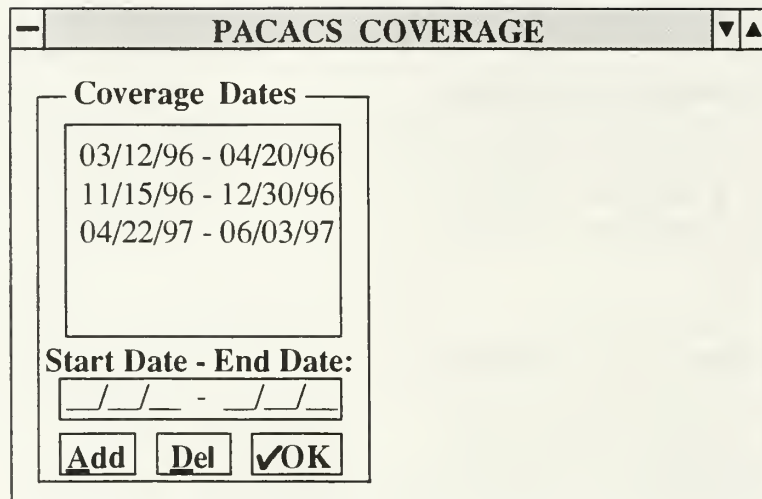 PACACS COVERAGE
Coverage Dates
03/12/96 - 04/20/96
11/15/96 - 12/30/96
04/22/97 - 06/03/97
Start Date - End Date:
__/__/__ - __/__/__
Add Del ✓OK